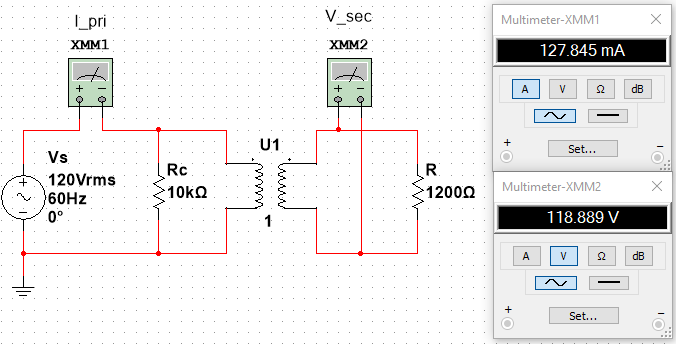 I_pri
XMM1
V_sec
XMM2
Vs
120Vrms
60Hz
0°
Rc
10kΩ
U1
1
R
1200Ω
Multimeter-XMM1
127.845 mA
A V Ω dB
Set...
+ −
Multimeter-XMM2
118.889 V
A V Ω dB
Set...
+ −